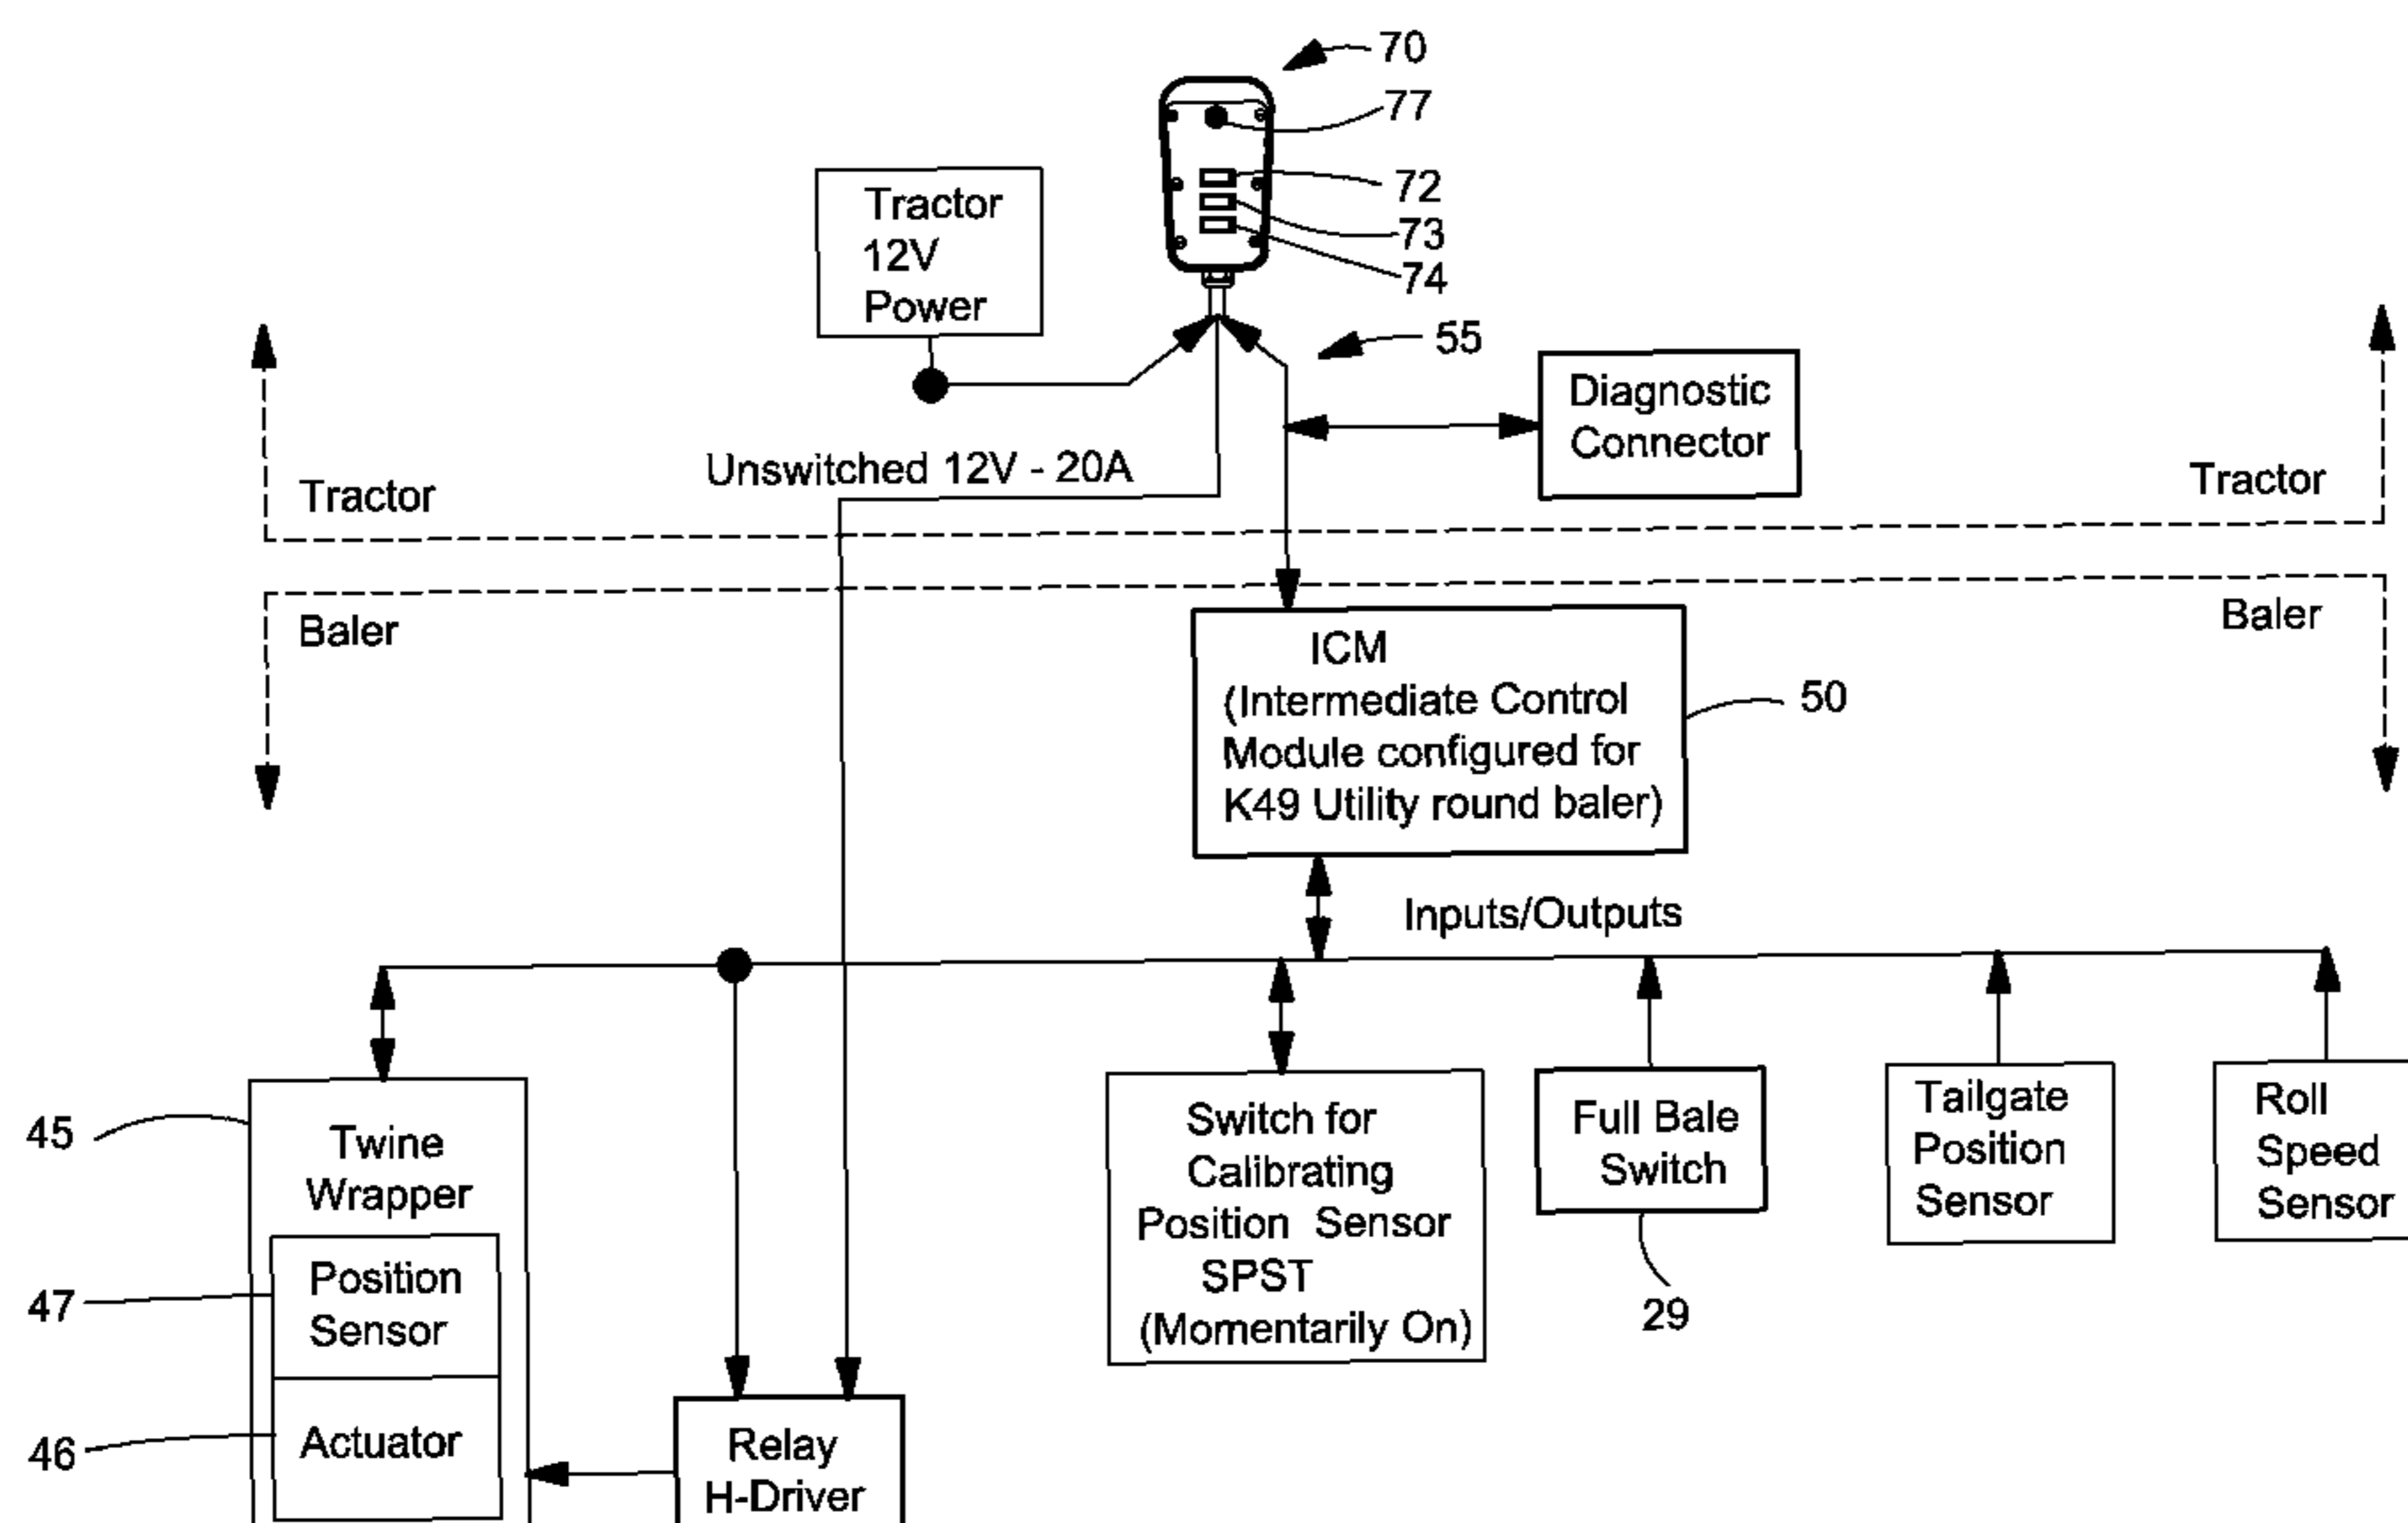 70
77
72
73
74
Tractor
12V
Power
55
Diagnostic
Connector
Unswitched 12V - 20A
Tractor
Tractor
Baler
Baler
ICM
(Intermediate Control
Module configured for
K49 Utility round baler)
50
Inputs/Outputs
45
Twine
Wrapper
Position
Sensor
47
Actuator
46
Relay
H-Driver
Switch for
Calibrating
Position Sensor
SPST
(Momentarily On)
Full Bale
Switch
29
Tailgate
Position
Sensor
Roll
Speed
Sensor